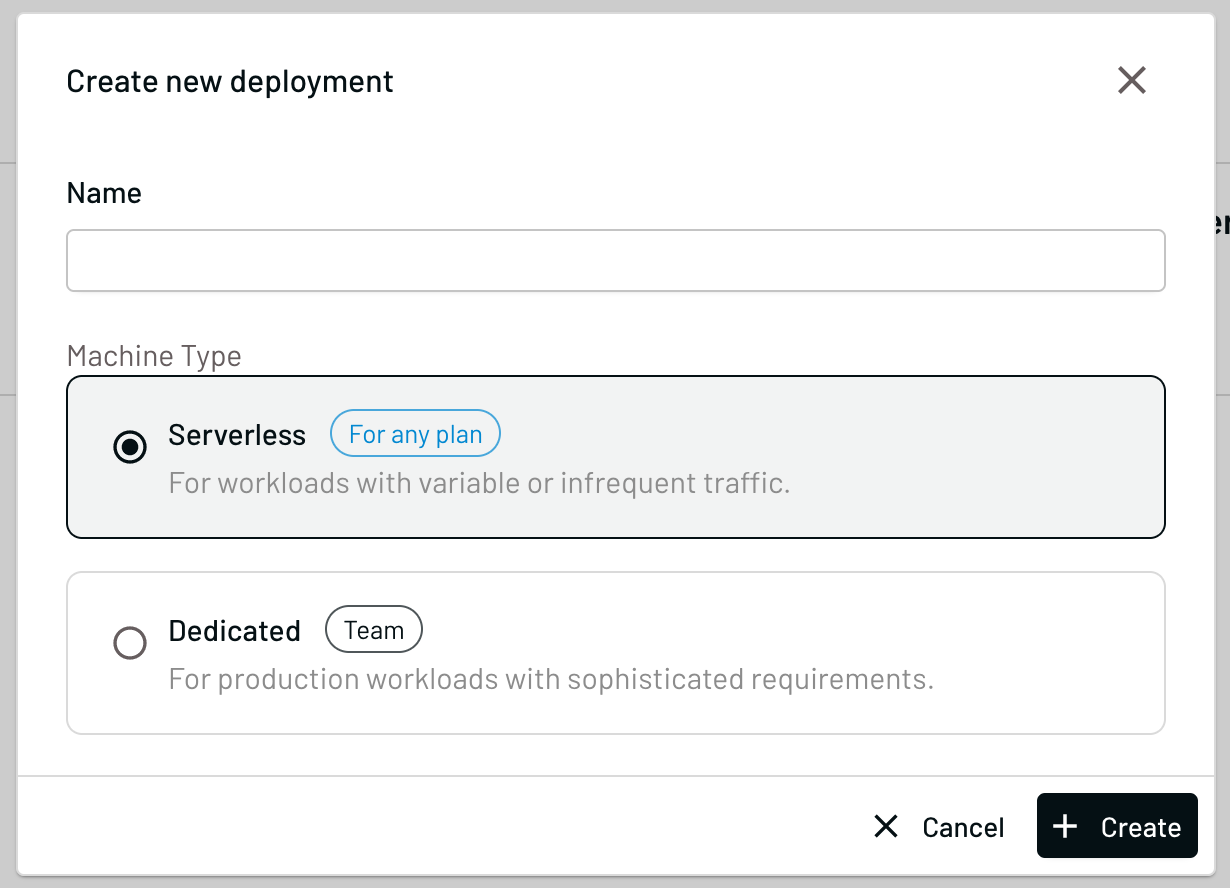 Create new deployment
Name
Machine Type
Serverless For any plan
For workloads with variable or infrequent traffic.
Dedicated Team
For production workloads with sophisticated requirements.
Cancel Create